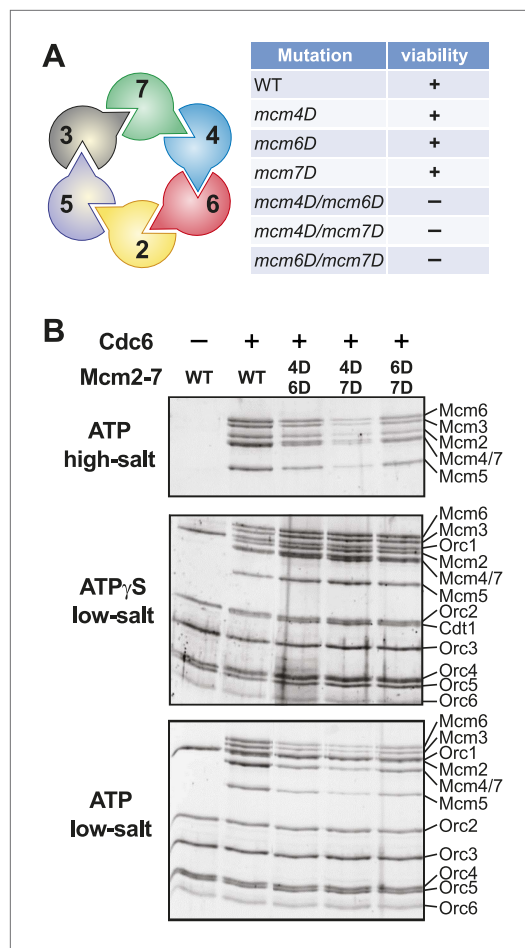 A
7
3
4
5
6
2
Mutation viability
WT +
mcm4D +
mcm6D +
mcm7D +
mcm4D/mcm6D −
mcm4D/mcm7D −
mcm6D/mcm7D −
B
Cdc6 − + + + +
Mcm2-7 WT WT 4D 6D 4D 7D 6D 7D
ATP
high-salt
Mcm6
Mcm3
Mcm2
Mcm4/7
Mcm5
ATPγS
low-salt
Mcm6
Mcm3
Orc1
Mcm2
Mcm4/7
Mcm5
Orc2
Cdt1
Orc3
Orc4
Orc5
Orc6
ATP
low-salt
Mcm6
Mcm3
Orc1
Mcm2
Mcm4/7
Mcm5
Orc2
Orc3
Orc4
Orc5
Orc6